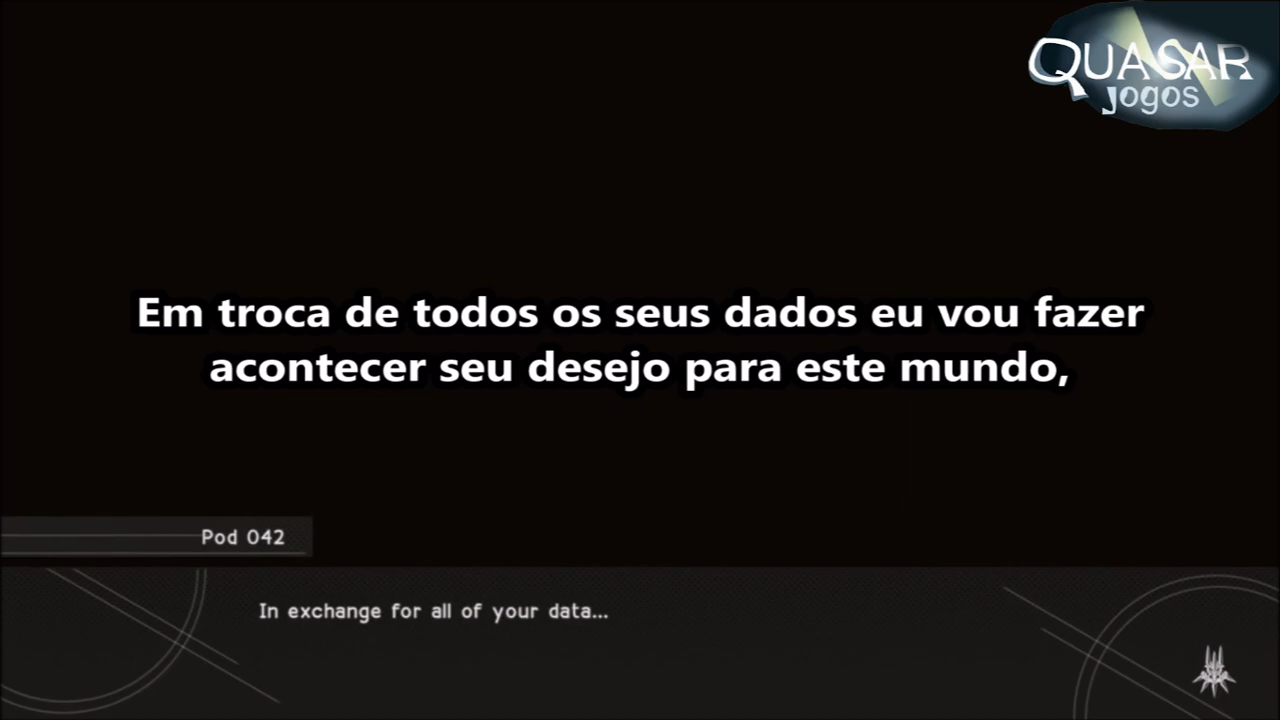 QUASAR
jogos
Em troca de todos os seus dados eu vou fazer
acontecer seu desejo para este mundo,
Pod 042
In exchange for all of your data...